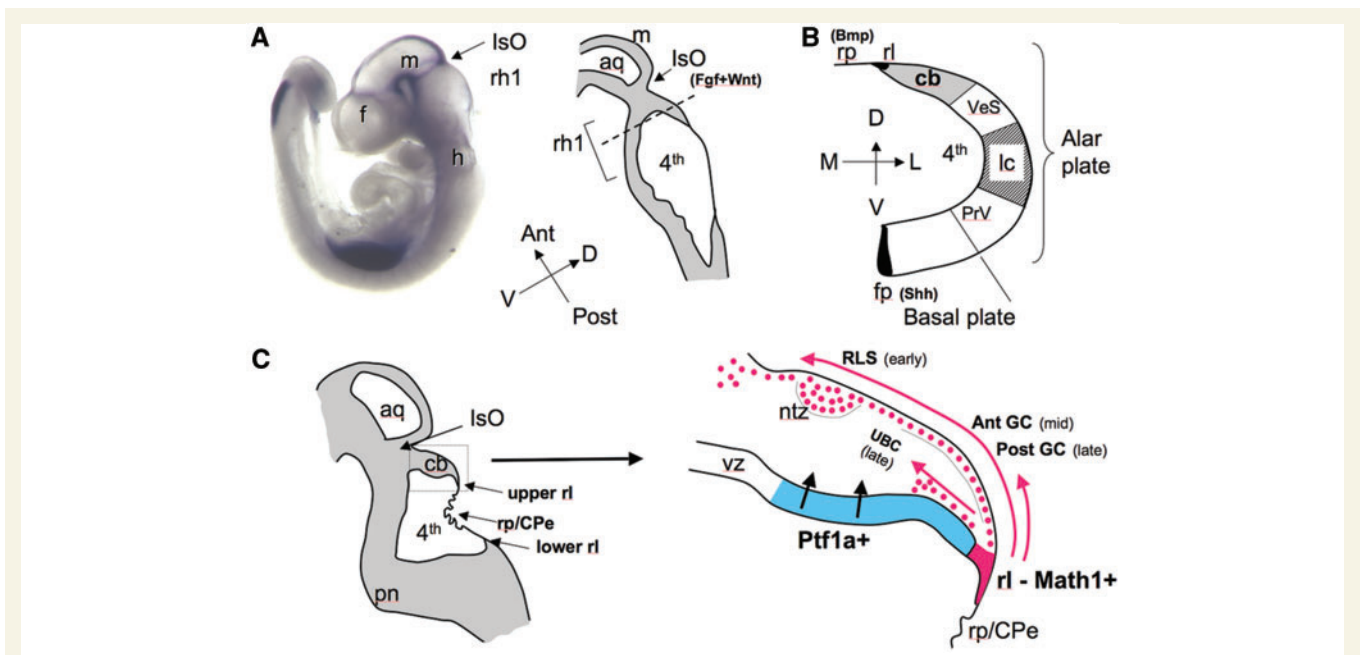 A
IsO
rh1
m
f
h
m
aq
IsO
(Fgf+Wnt)
rh1
4th
Ant
D
V
Post
B
(Bmp)
rp rl
cb
VeS
D
M L
V
4th
lc
PrV
Alar
plate
fp (Shh)
Basal plate
C
aq
IsO
cb
upper rl
rp/CPe
4th
lower rl
pn
RLS (early)
ntz
Ant GC (mid)
Post GC (late)
UBC
(late)
vz
Ptf1a+
rl - Math1+
rp/CPe